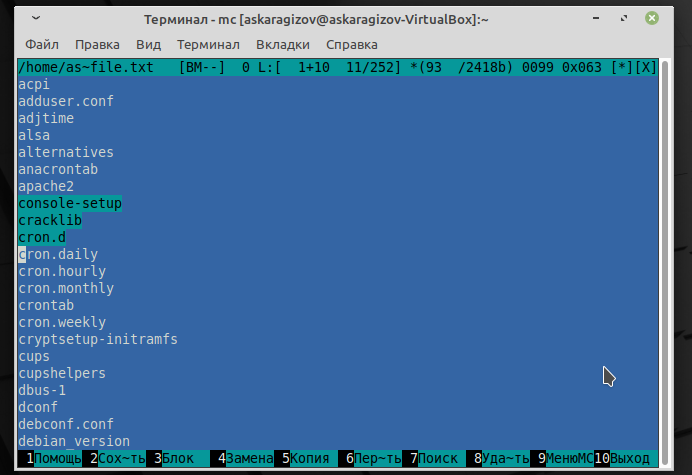 Терминал - mc [askaragizov@askaragizov-VirtualBox]:~
Файл Правка Вид Терминал Вкладки Справка
/home/as~file.txt [BM--] 0 L:[ 1+10 11/252] *(93 /2418b) 0099 0x063 [*][X]
acpi
adduser.conf
adjtime
alsa
alternatives
anacrontab
apache2
console-setup
cracklib
cron.d
cron.daily
cron.hourly
cron.monthly
crontab
cron.weekly
cryptsetup-initramfs
cups
cupshelpers
dbus-1
dconf
debconf.conf
debian_version
1Помощь 2Сох~ть 3Блок 4Замена 5Копия 6Пер~ть 7Поиск 8Уда~ть 9МенюMC 10Выход